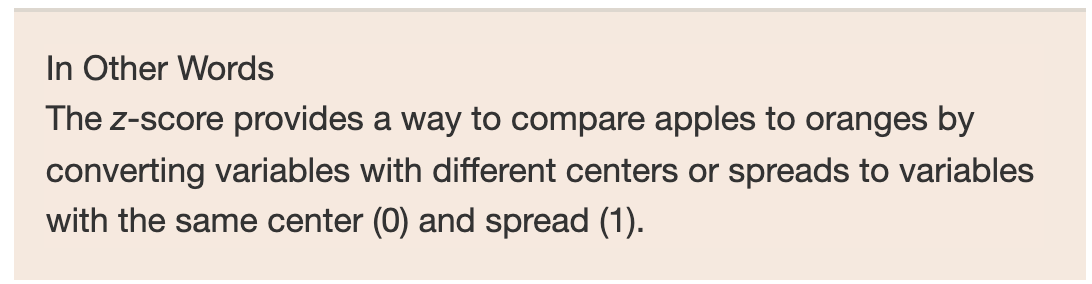 In Other Words
The z-score provides a way to compare apples to oranges by
converting variables with different centers or spreads to variables
with the same center (0) and spread (1).